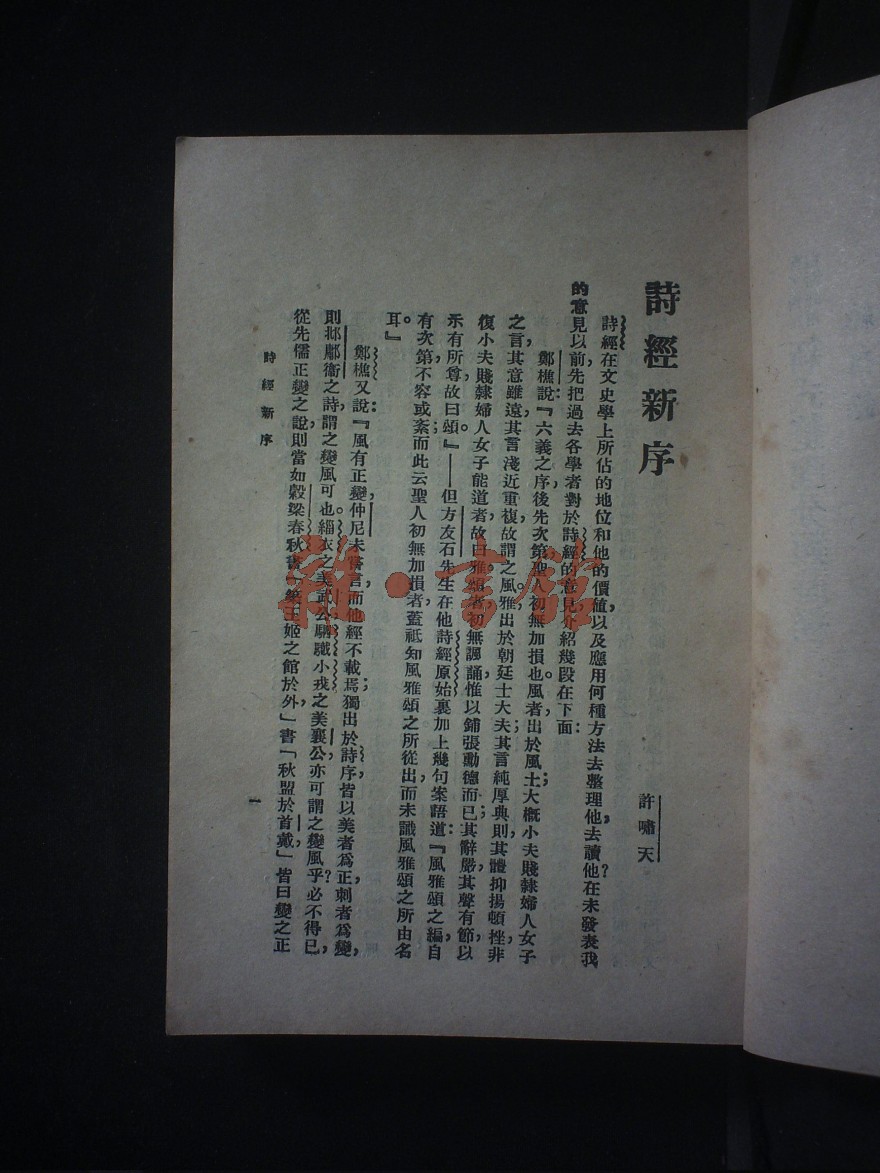 詩經新序
許嘯天
詩經在文史學上所佔的地位和他的價值，以及應用何種方法去整理他，去讀他？在未發表我
的意見以前，先把過去各學者對於詩經的意見介紹幾段在下面：
鄭樵說：『六義之序，後先次第，聖人初無加損也。風者出於風土，大概小夫賤隸婦人女子
之言，其意雖遠，其言淺近重複，故謂之風。雅出於朝廷士大夫；其言純厚典則，其體抑揚頓挫，非
復小夫賤隸婦人女子能道者，故曰雅。頌者初無諷誦，惟以鋪張勳德而已；其辭嚴，其聲有節，以
示有所尊，故曰頌。』——但方友石先生在他詩經原始裏加上幾句案語道：『風雅頌之編，自
有次第，不容或紊；而此云聖人初無加損者，蓋祇知風雅頌之所從出，而未識風雅頌之所由名
耳。』
鄭樵又說：『風有正變，仲尼未嘗言，而他經不載焉；獨出於詩序，皆以美者爲正，刺者爲變，
則邶鄘衛之詩，謂之變風可也。緇衣之美武公，駟驖小戎之美襄公，亦可謂之變風乎？必不得已，
從先儒正變之說，則當如穀梁春秋書「築王姬之館於外，」書「秋盟於首戴，」皆曰變之正
詩經新序
一
雜·書館